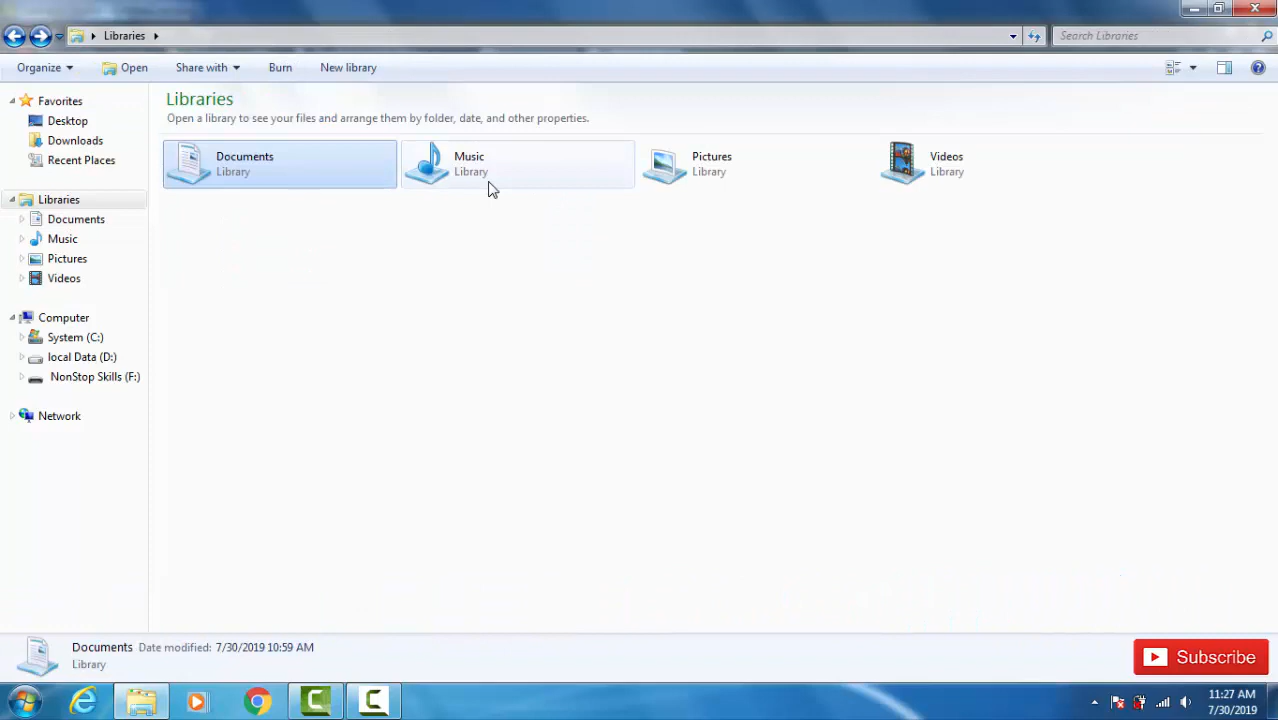 Libraries
Search Libraries
Organize
Open
Share with
Burn
New library
Favorites
Desktop
Downloads
Recent Places
Libraries
Documents
Music
Pictures
Videos
Computer
System (C:)
local Data (D:)
NonStop Skills (F:)
Network
Libraries
Open a library to see your files and arrange them by folder, date, and other properties.
Documents
Library
Music
Library
Pictures
Library
Videos
Library
Documents Date modified: 7/30/2019 10:59 AM
Library
Subscribe
11:27 AM
7/30/2019